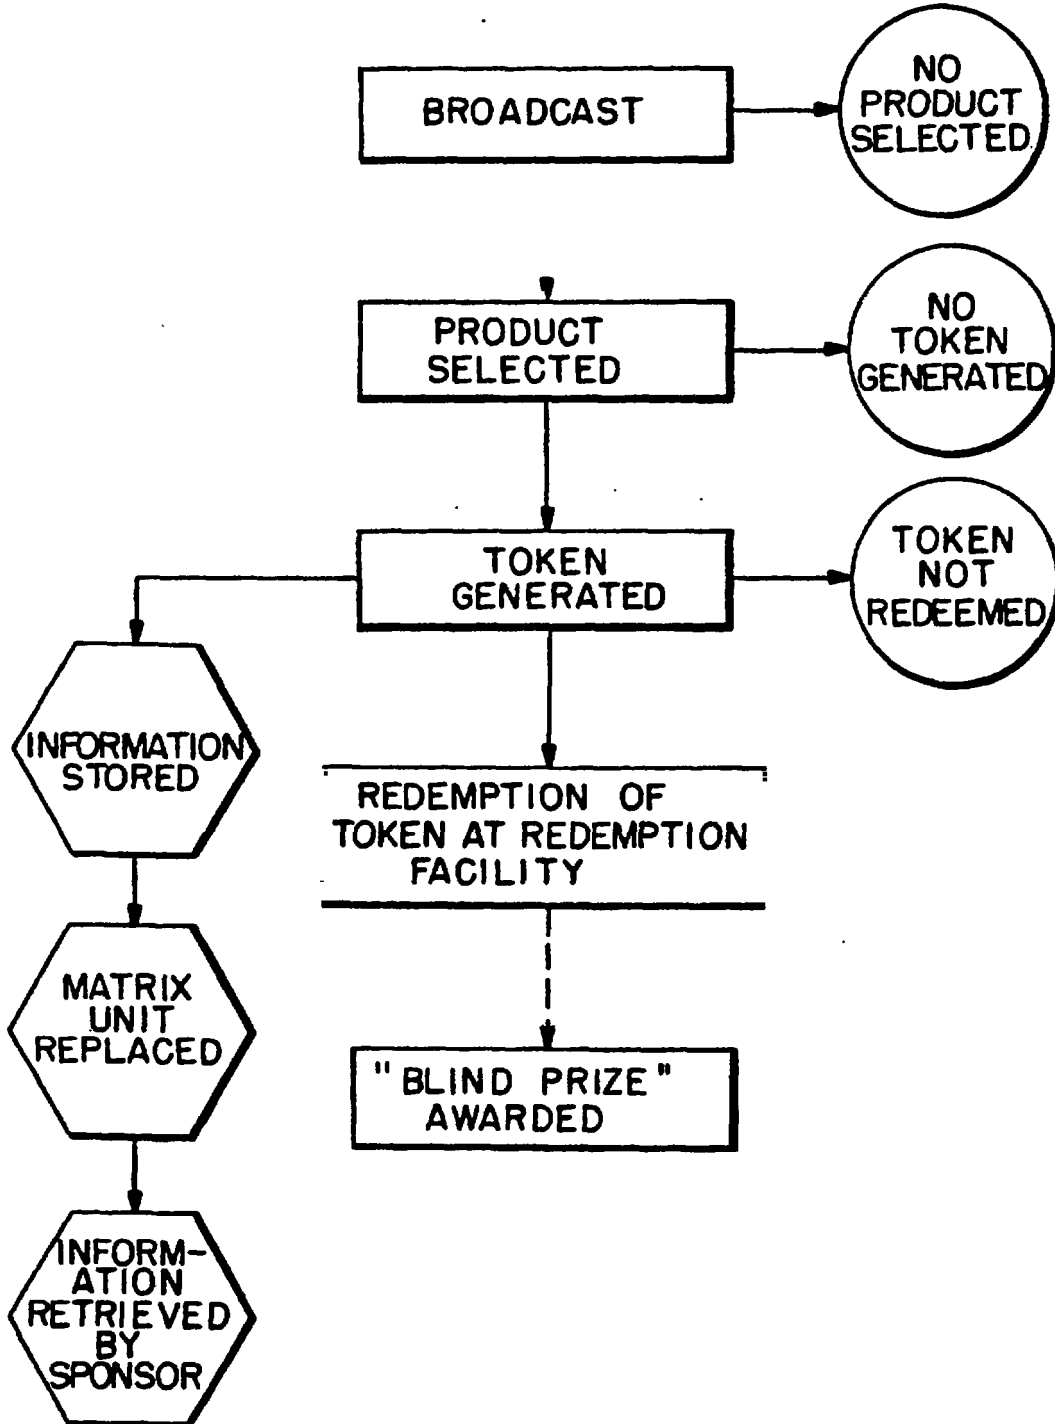 BROADCAST
NO
PRODUCT
SELECTED
PRODUCT
SELECTED
NO
TOKEN
GENERATED
TOKEN
GENERATED
TOKEN
NOT
REDEEMED
INFORMATION
STORED
REDEMPTION OF
TOKEN AT REDEMPTION
FACILITY
MATRIX
UNIT
REPLACED
"BLIND PRIZE"
AWARDED
INFORM-
ATION
RETRIEVED
BY
SPONSOR